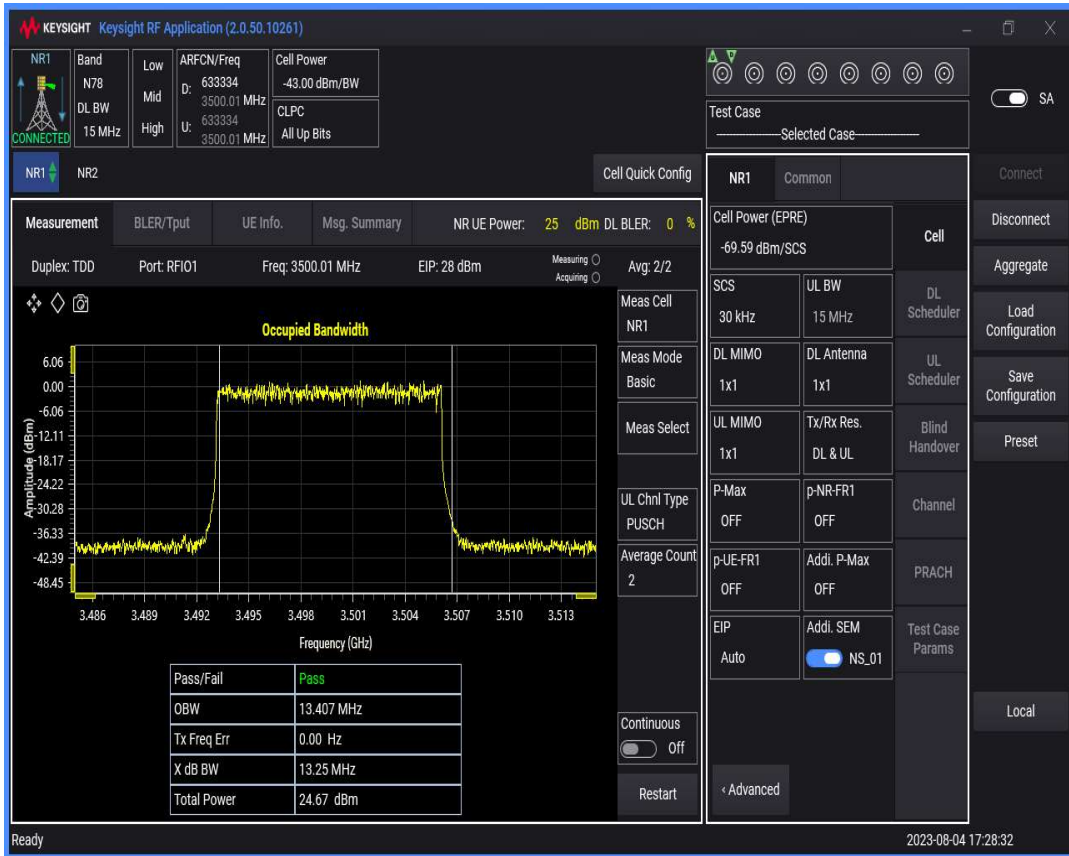 KEYSIGHT Keysight RF Application (2.0.50.10261)
NR1
CONNECTED
Band
N78
DL BW
15 MHz
Low
Mid
High
ARFCN/Freq
D: 633334
3500.01 MHz
U: 633334
3500.01 MHz
Cell Power
-43.00 dBm/BW
CLPC
All Up Bits
Test Case
Selected Case
SA
NR1
NR2
Cell Quick Config
Measurement
BLER/Tput
UE Info.
Msg. Summary
NR UE Power: 25 dBm DL BLER: 0 %
Duplex: TDD
Port: RFIO1
Freq: 3500.01 MHz
EIP: 28 dBm
Measuring
Acquiring
Avg: 2/2
Occupied Bandwidth
Amplitude (dBm)
6.06
0.00
-6.06
-12.11
-18.17
-24.22
-30.28
-36.33
-42.39
-48.45
3.486 3.489 3.492 3.495 3.498 3.501 3.504 3.507 3.510 3.513
Frequency (GHz)
Pass/Fail Pass
OBW 13.407 MHz
Tx Freq Err 0.00 Hz
X dB BW 13.25 MHz
Total Power 24.67 dBm
Meas Cell
NR1
Meas Mode
Basic
Meas Select
UL Chnl Type
PUSCH
Average Count
2
Continuous
Off
Restart
NR1
Common
Cell Power (EPRE)
-69.59 dBm/SCS
SCS
30 kHz
UL BW
15 MHz
DL MIMO
1x1
DL Antenna
1x1
UL MIMO
1x1
Tx/Rx Res.
DL & UL
P-Max
OFF
p-NR-FR1
OFF
p-UE-FR1
OFF
Addi. P-Max
OFF
EIP
Auto
Addi. SEM
NS_01
‹ Advanced
Cell
DL
Scheduler
UL
Scheduler
Blind
Handover
Channel
PRACH
Test Case
Params
Connect
Disconnect
Aggregate
Load
Configuration
Save
Configuration
Preset
Local
Ready
2023-08-04 17:28:32